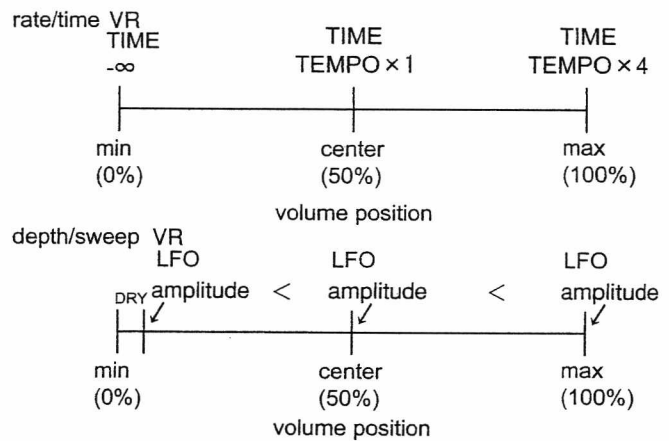 rate/time VR
TIME TIME TIME
-∞ TEMPO×1 TEMPO×4
min center max
(0%) (50%) (100%)
volume position
depth/sweep VR
LFO LFO LFO
DRY amplitude < amplitude < amplitude
min center max
(0%) (50%) (100%)
volume position